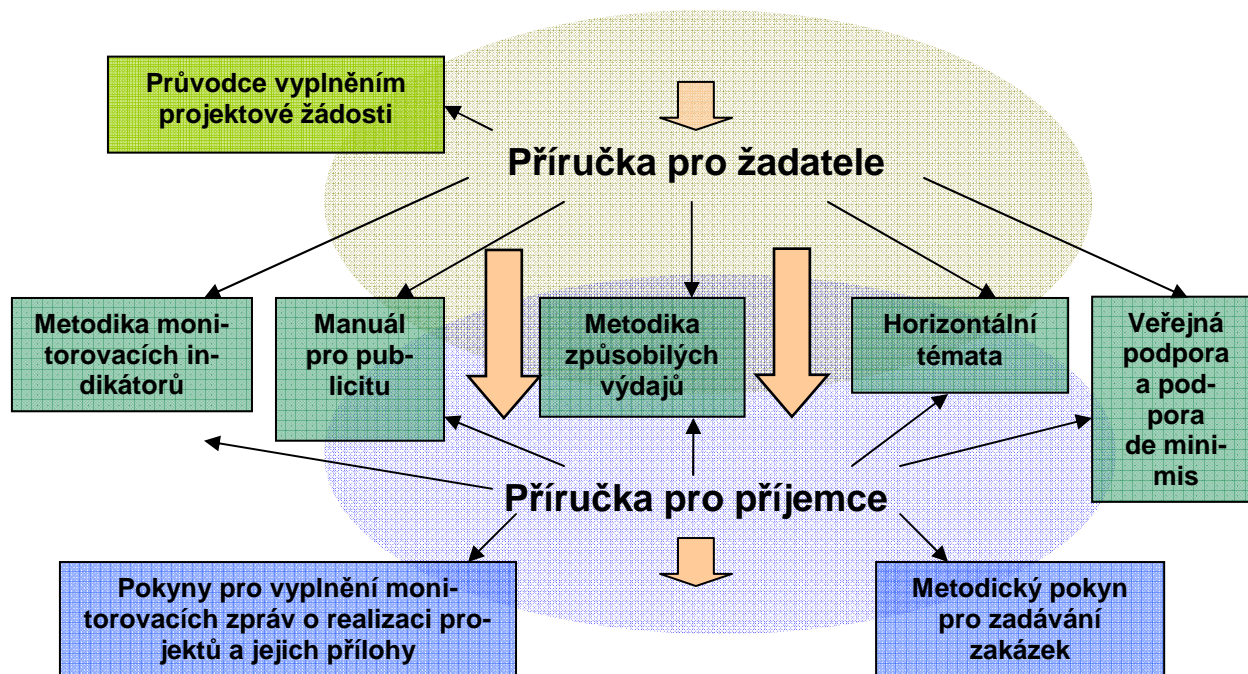 Průvodce vyplněním
projektové žádosti
Příručka pro žadatele
Metodika moni-
torovacích in-
dikátorů
Manuál
pro pub-
licitu
Metodika
způsobilých
výdajů
Horizontální
témata
Veřejná
podpora
a pod-
pora
de mini-
mis
Příručka pro příjemce
Pokyny pro vyplnění moni-
torovacích zpráv o realizaci pro-
jektů a jejich přílohy
Metodický pokyn
pro zadávání
zakázek